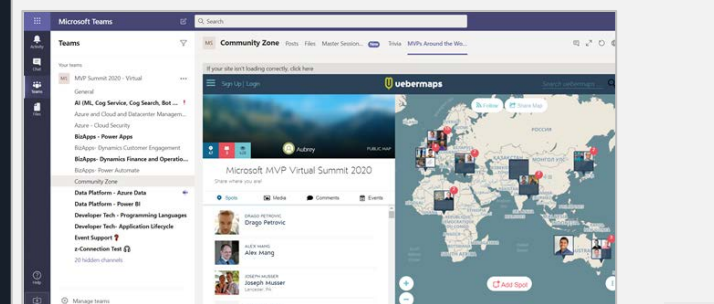 Microsoft Teams
Search
Activity
Chat
Teams
Files
Help
Teams
Your teams
MS
MVP Summit 2020 - Virtual
General
AI (ML, Cog Service, Cog Search, Bot ...
Azure and Cloud and Datacenter Managem...
Azure - Cloud Security
BizApps - Power Apps
BizApps- Dynamics Customer Engagement
BizApps- Dynamics Finance and Operatio...
BizApps- Power Automate
Community Zone
Data Platform - Azure Data
Data Platform - Power BI
Developer Tech - Programming Languages
Developer Tech- Application Lifecycle
Event Support ❓
z-Connection Test 🎧
20 hidden channels
Manage teams
MS Community Zone Posts Files Master Session... New Trivia MVPs Around the Wo...
If your site isn't loading correctly, click here
Sign Up | Login
uebermaps
Search uebermaps
Follow
Share Map
Aubrey
PUBLIC MAP
Microsoft MVP Virtual Summit 2020
Share where you are!
Spots Media Comments Events
DRAGO PETROVIC
Drago Petrovic
Alex Mang
JOSEPH MUSSER
Joseph Musser
Lancaster, PA
РОССИЯ
Add Spot